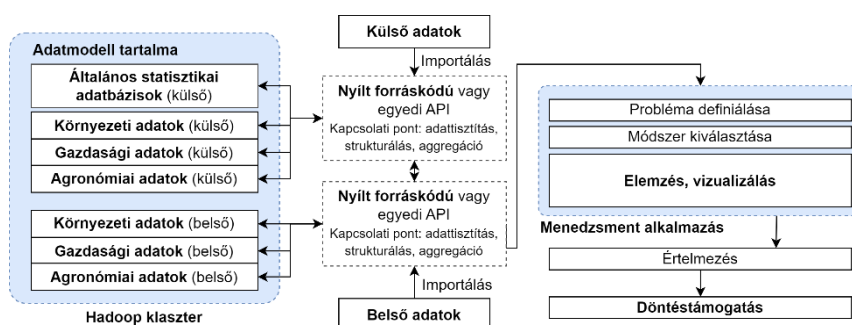 Külső adatok
Importálás
Adatmodell tartalma
Általános statisztikai
adatbázisok (külső)
Környezeti adatok (külső)
Gazdasági adatok (külső)
Agronómiai adatok (külső)
Környezeti adatok (belső)
Gazdasági adatok (belső)
Agronómiai adatok (belső)
Hadoop klaszter
Nyílt forráskódú vagy
egyedi API
Kapcsolati pont: adattisztítás,
strukturálás, aggregáció
Nyílt forráskódú vagy
egyedi API
Kapcsolati pont: adattisztítás,
strukturálás, aggregáció
Importálás
Belső adatok
Probléma definiálása
Módszer kiválasztása
Elemzés, vizualizálás
Menedzsment alkalmazás
Értelmezés
Döntéstámogatás